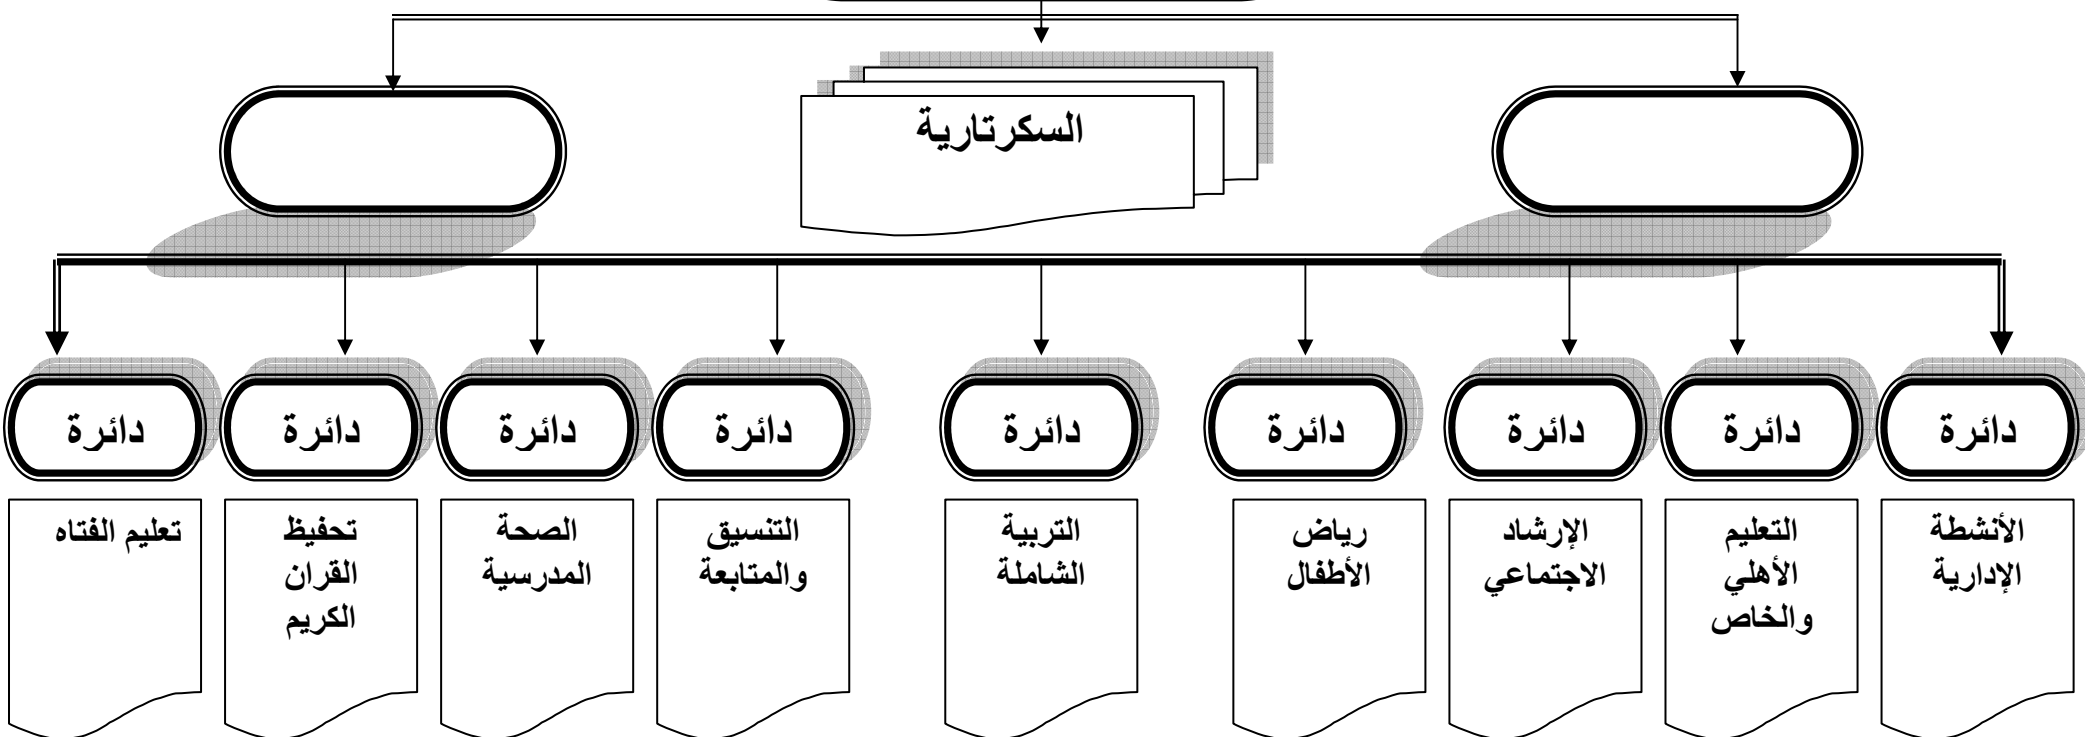 السكرتارية
دائرة
دائرة
دائرة
دائرة
دائرة
دائرة
دائرة
دائرة
دائرة
الأنشطة
الإدارية
التعليم
الأهلي
والخاص
الإرشاد
الاجتماعي
رياض
الأطفال
التربية
الشاملة
التنسيق
والمتابعة
الصحة
المدرسية
تحفيظ
القران
الكريم
تعليم الفتاه